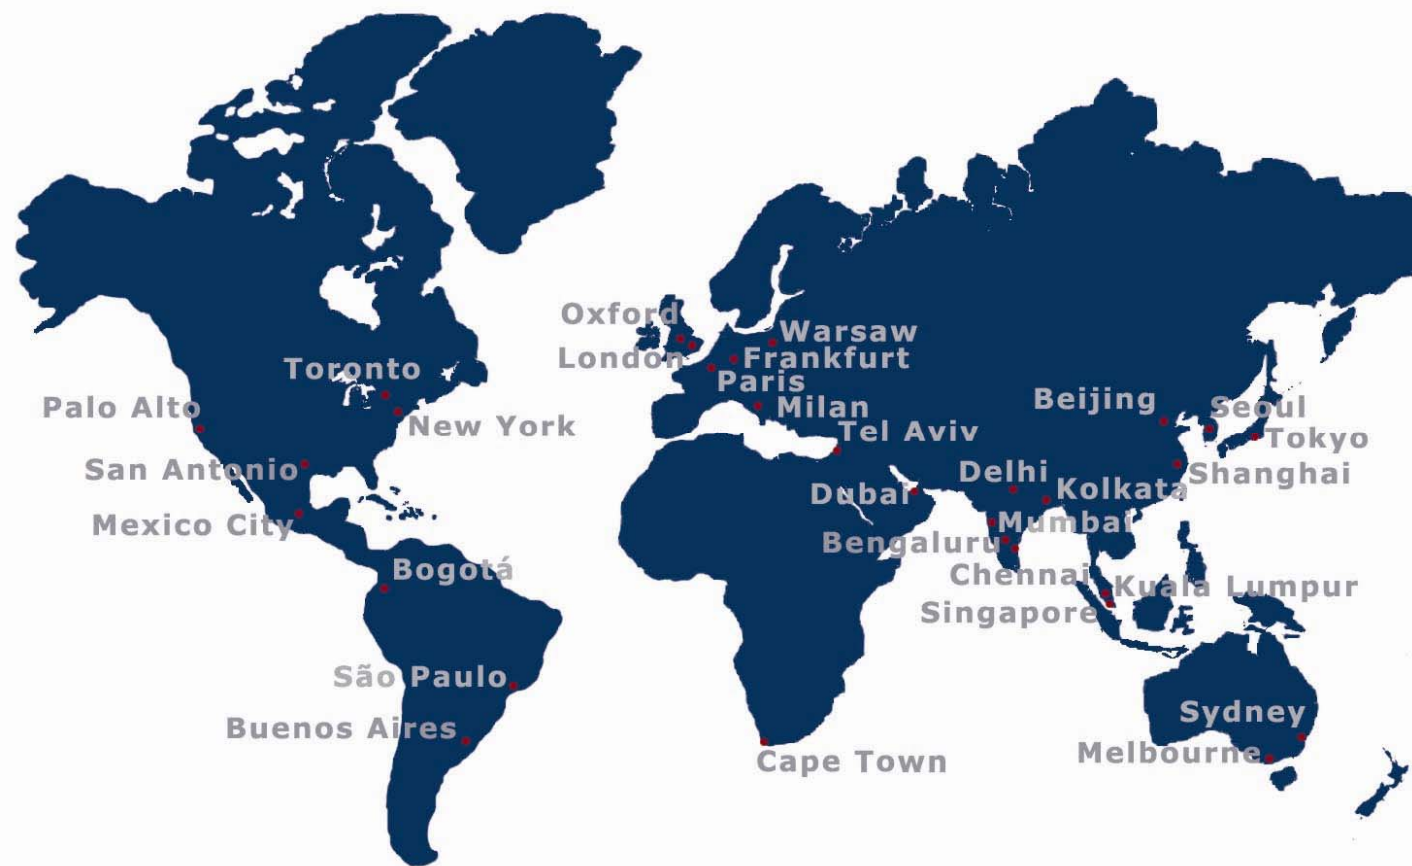 Oxford
Warsaw
London
Frankfurt
Toronto
Paris
Palo Alto
Beijing
Seoul
Milan
New York
Tel Aviv
Tokyo
San Antonio
Delhi
Shanghai
Dubai
Kolkata
Mexico City
Mumbai
Bengaluru
Bogotá
Chennai
Kuala Lumpur
Singapore
São Paulo
Sydney
Buenos Aires
Melbourne
Cape Town